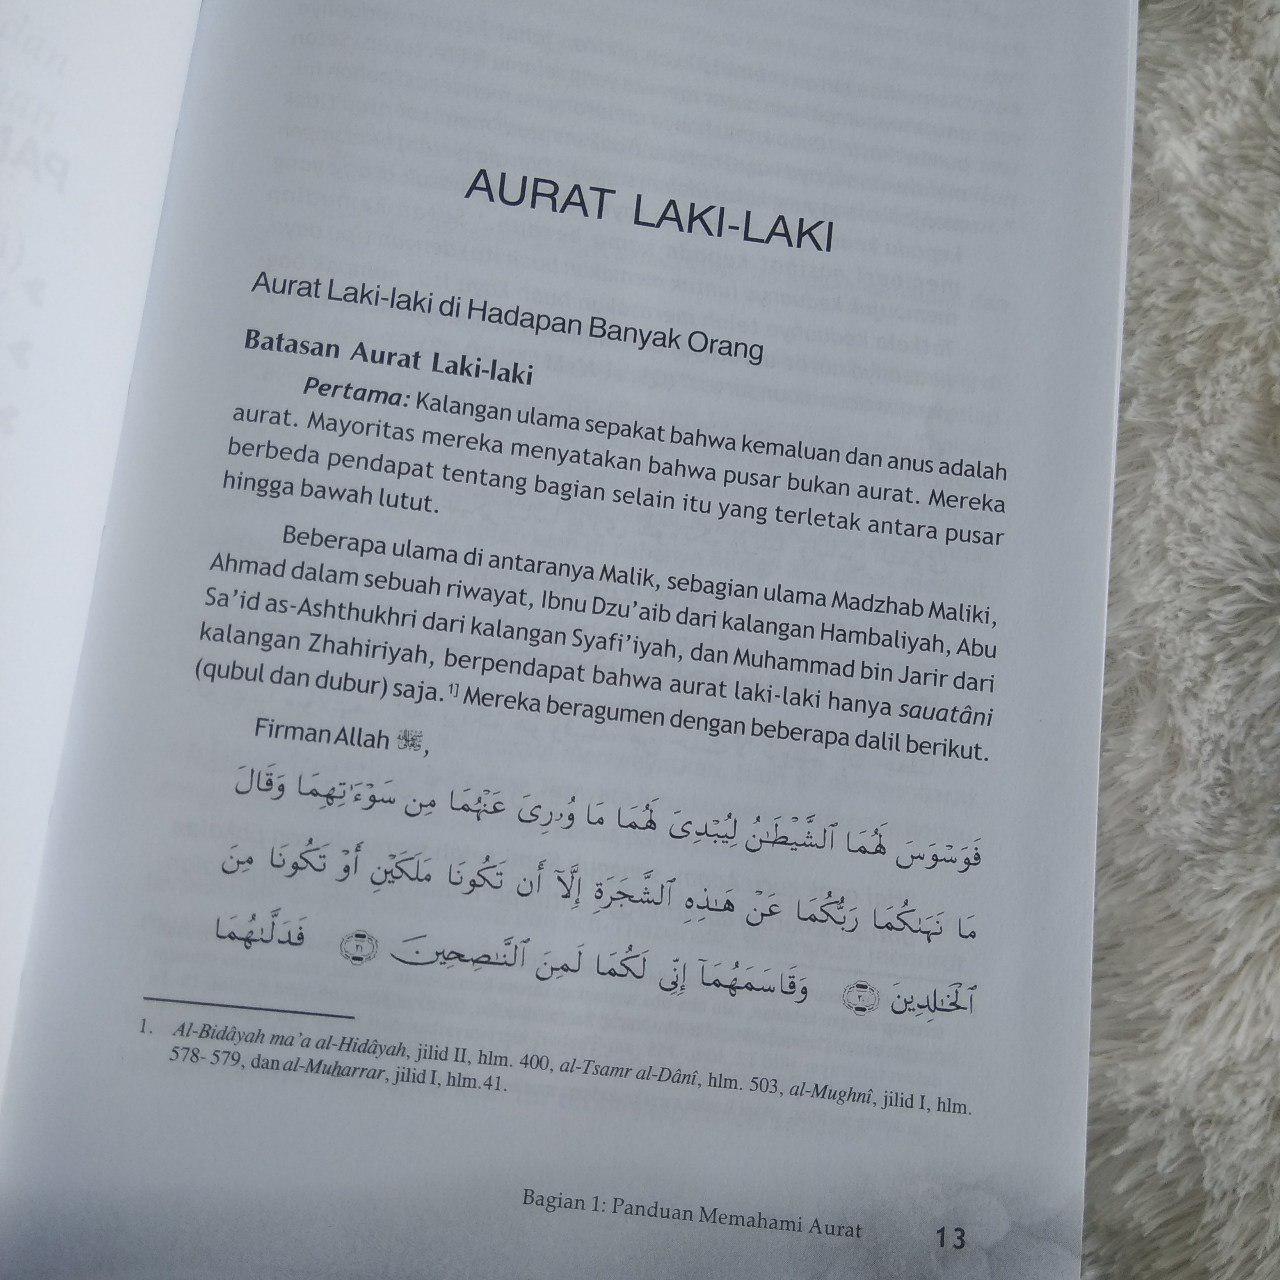 AURAT LAKI-LAKI
Aurat Laki-laki di Hadapan Banyak Orang
Batasan Aurat Laki-laki
Pertama: Kalangan ulama sepakat bahwa kemaluan dan anus adalah
aurat. Mayoritas mereka menyatakan bahwa pusar bukan aurat. Mereka
berbeda pendapat tentang bagian selain itu yang terletak antara pusar
hingga bawah lutut.
Beberapa ulama di antaranya Malik, sebagian ulama Madzhab Maliki,
Ahmad dalam sebuah riwayat, Ibnu Dzu'aib dari kalangan Hambaliyah, Abu
Sa'id as-Ashthukhri dari kalangan Syafi'iyah, dan Muhammad bin Jarir dari
kalangan Zhahiriyah, berpendapat bahwa aurat laki-laki hanya sauatâni
(qubul dan dubur) saja.1] Mereka beragumen dengan beberapa dalil berikut.
Firman Allah ﷻ,
فَوَسْوَسَ لَهُمَا ٱلشَّيْطَٰنُ لِيُبْدِىَ لَهُمَا مَا وُۥرِىَ عَنْهُمَا مِن سَوْءَٰتِهِمَا وَقَالَ
مَا نَهَىٰكُمَا رَبُّكُمَا عَنْ هَٰذِهِ ٱلشَّجَرَةِ إِلَّآ أَن تَكُونَا مَلَكَيْنِ أَوْ تَكُونَا مِنَ
ٱلْخَٰلِدِينَ ۝٢٠ وَقَاسَمَهُمَآ إِنِّى لَكُمَا لَمِنَ ٱلنَّٰصِحِينَ ۝٢١ فَدَلَّىٰهُمَا
1. Al-Bidâyah ma'a al-Hidâyah, jilid II, hlm. 400, al-Tsamr al-Dânî, hlm. 503, al-Mughnî, jilid I, hlm.
578- 579, dan al-Muharrar, jilid I, hlm.41.
Bagian 1: Panduan Memahami Aurat 13